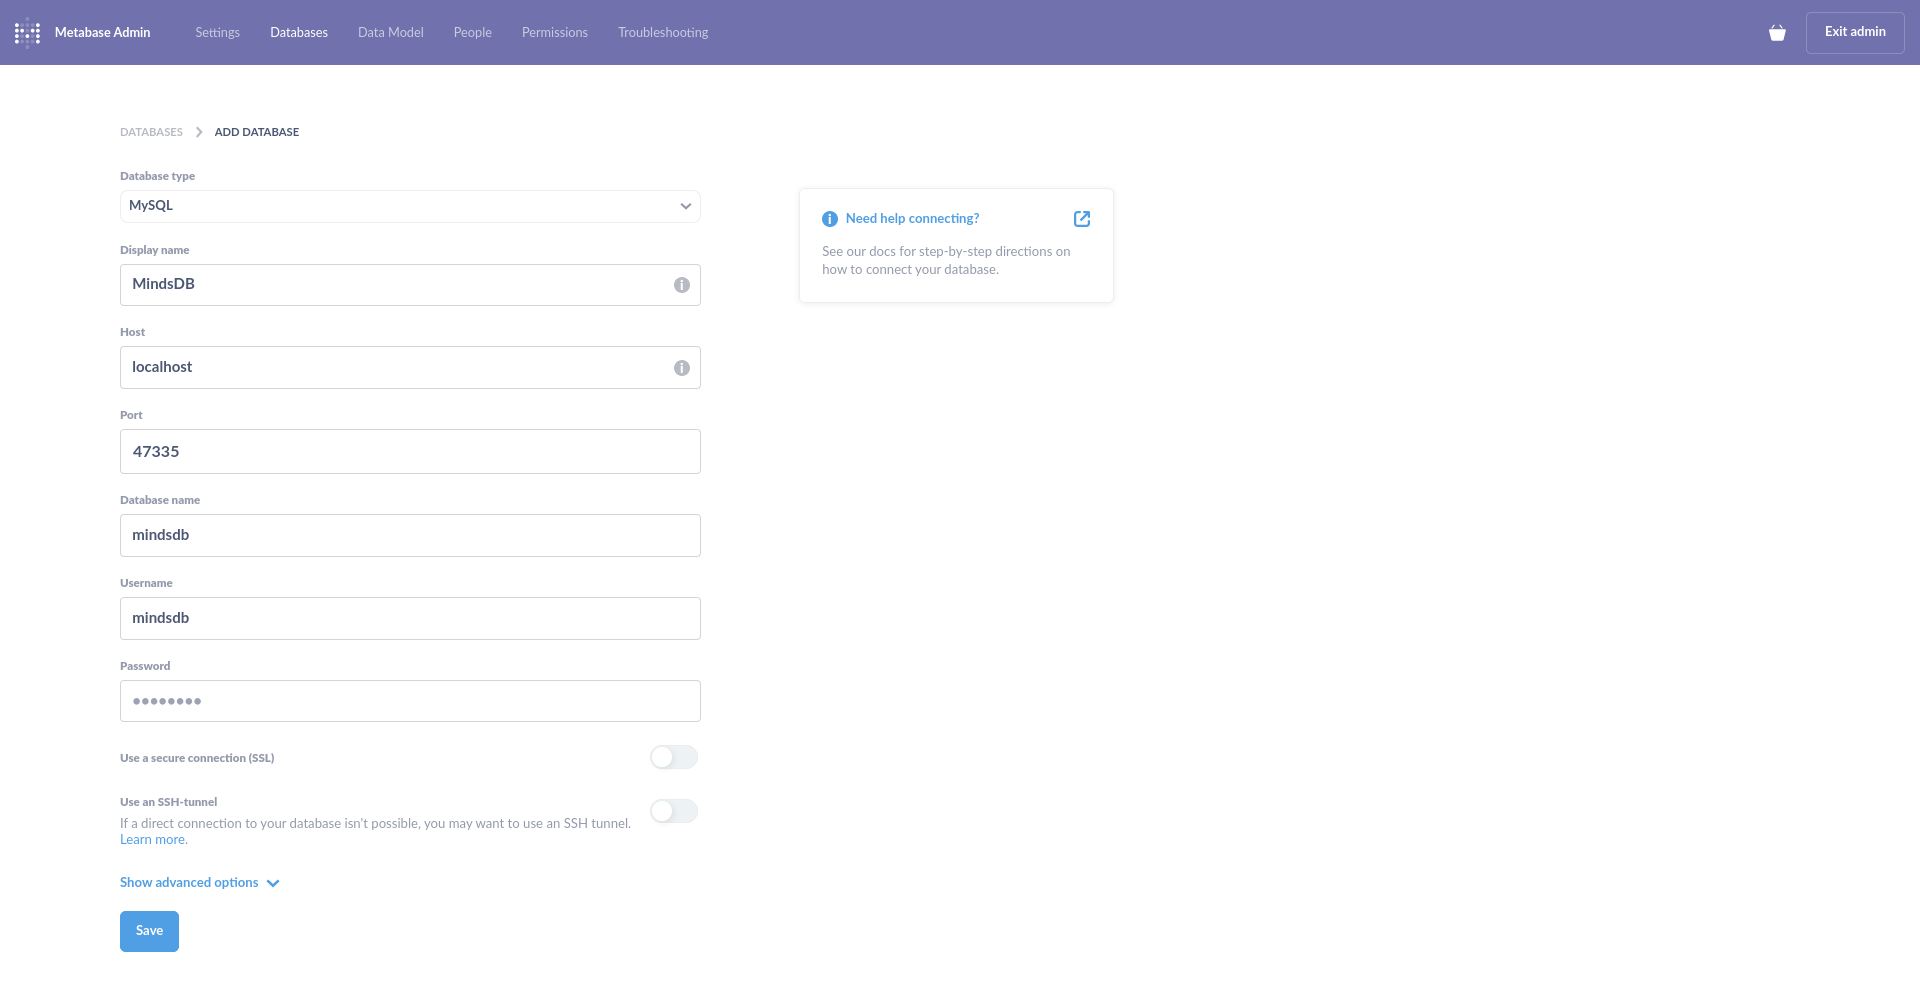 Metabase Admin Settings Databases Data Model People Permissions Troubleshooting Exit admin
DATABASES ADD DATABASE
Database type
MySQL
Display name
MindsDB
Host
localhost
Port
47335
Database name
mindsdb
Username
mindsdb
Password
••••••••
Use a secure connection (SSL)
Use an SSH-tunnel
If a direct connection to your database isn't possible, you may want to use an SSH tunnel.
Learn more.
Show advanced options
Save
Need help connecting?
See our docs for step-by-step directions on
how to connect your database.